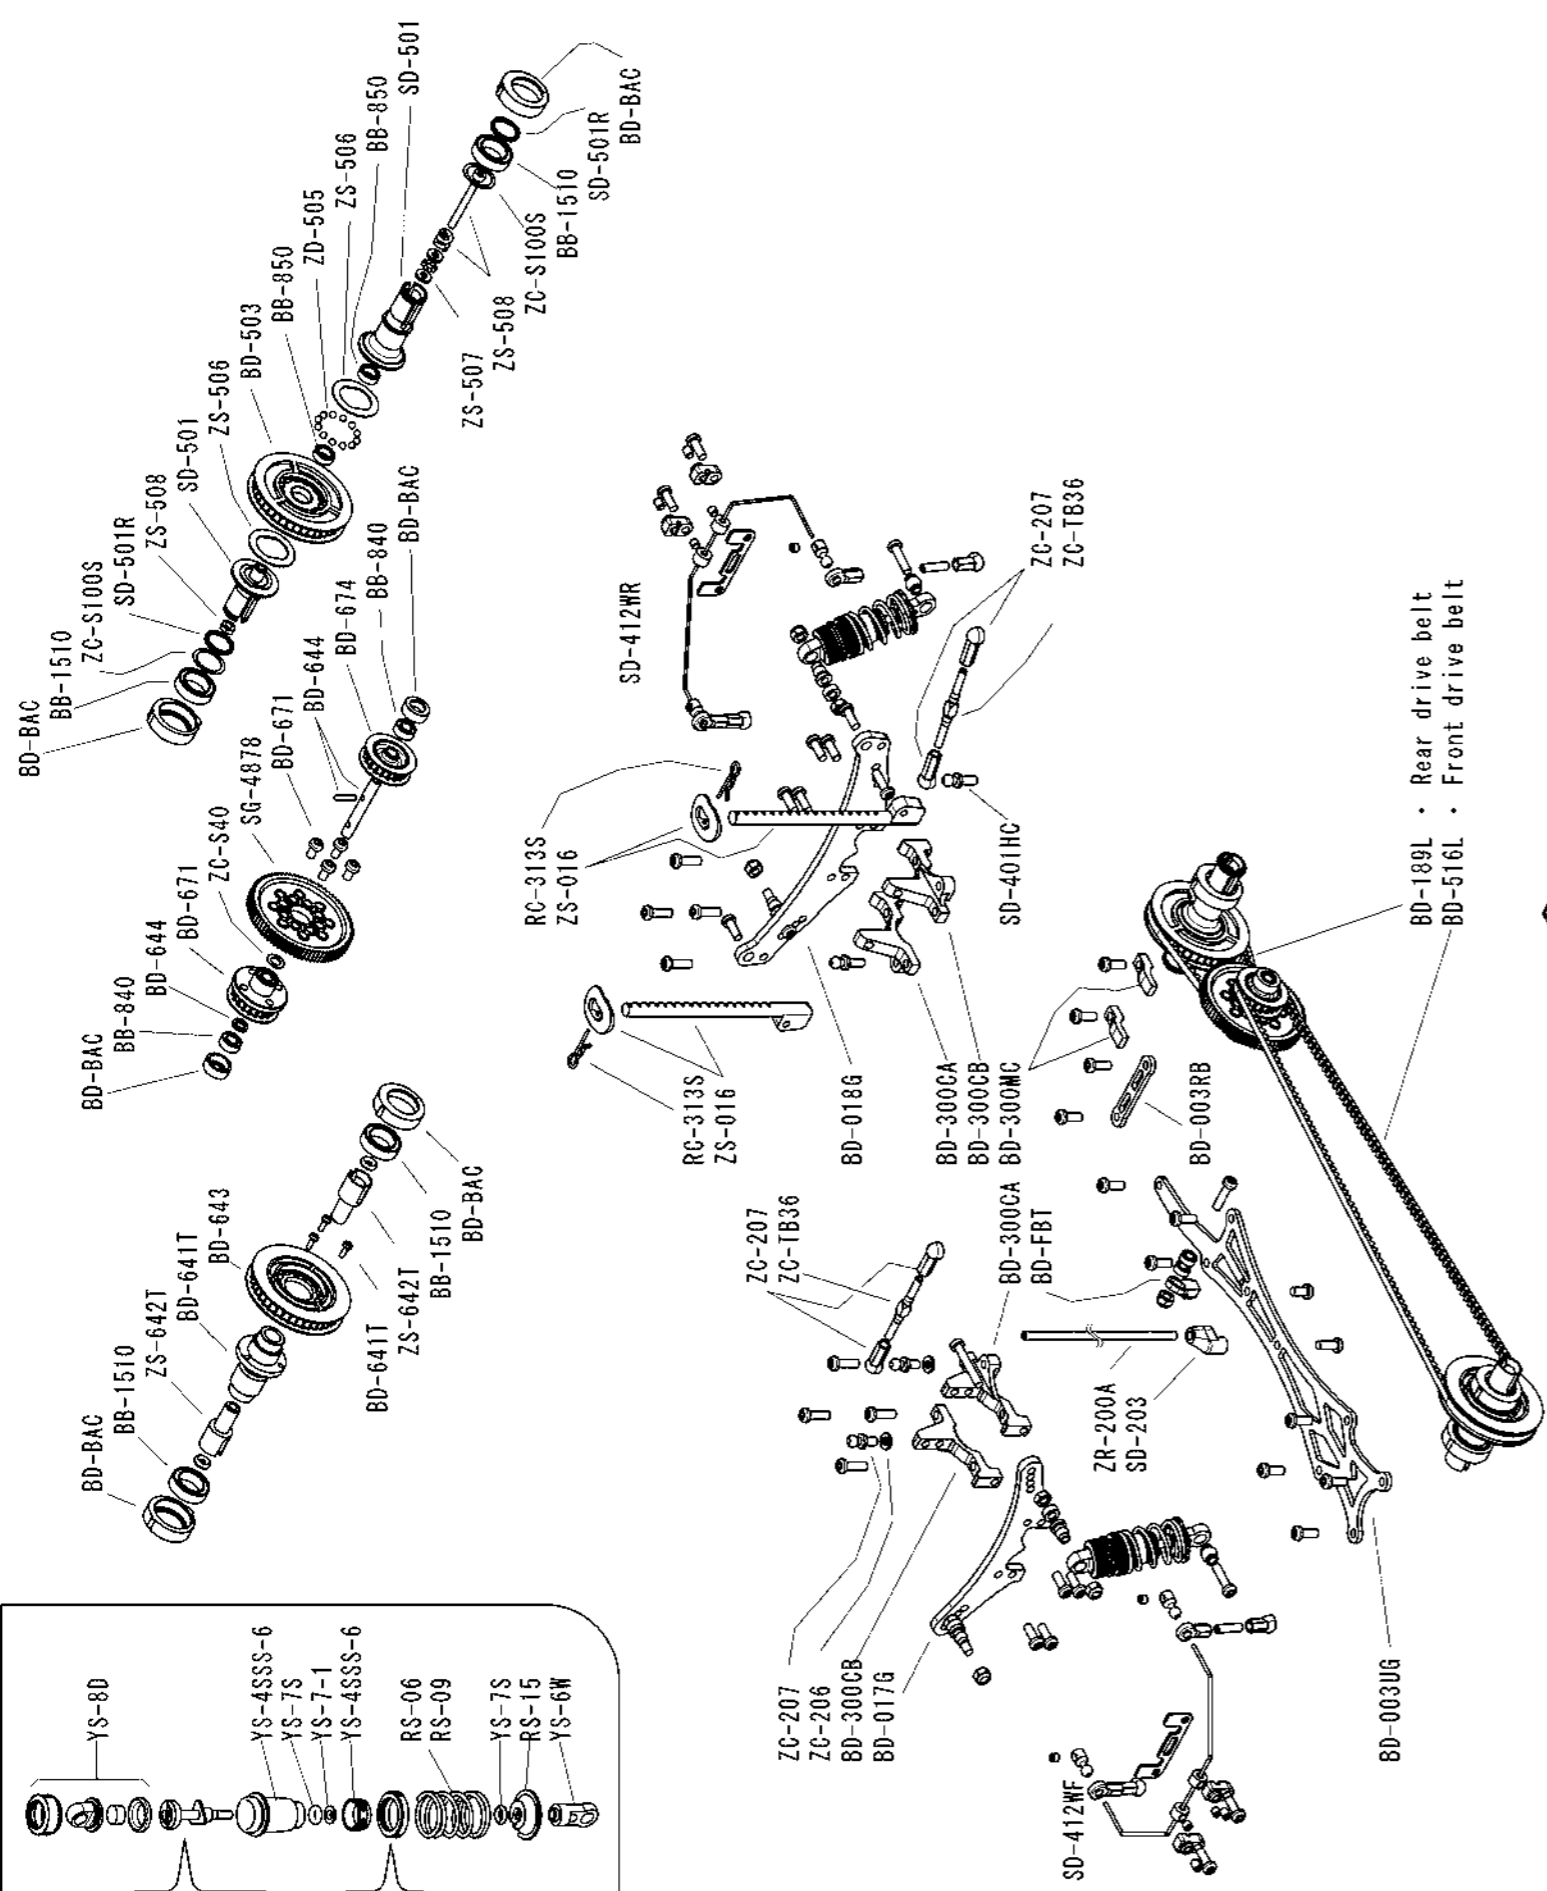 BD-BAC
BB-1510
ZC-S100S
SD-501R
ZS-508
SD-501
ZS-506
BD-503
BB-850
ZD-505
ZS-506
BB-850
SD-501
BD-BAC
SD-501R
BB-1510
ZC-S100S
ZS-508
ZS-507
BD-BAC
BB-840
BD-644
BD-671
ZC-S40
SG-4878
BD-671
BD-644
BD-674
BB-840
BD-BAC
BD-BAC
BB-1510
ZS-642T
BD-641T
BD-643
BD-641T
ZS-642T
BB-1510
BD-BAC
YS-8D
YS-4SSS-6
YS-7S
YS-7-1
YS-4SSS-6
RS-06
RS-09
YS-7S
RS-15
YS-6W
RC-313S
ZS-016
SD-412WR
ZC-207
ZC-TB36
SD-401HC
RC-313S
ZS-016
BD-018G
BD-300CA
BD-300CB
BD-300MC
BD-003RB
BD-189L · Rear drive belt
BD-516L · Front drive belt
ZC-207
ZC-TB36
BD-300CA
BD-FBT
ZR-200A
SD-203
ZC-207
ZC-206
BD-300CB
BD-017G
SD-412WF
BD-003UG